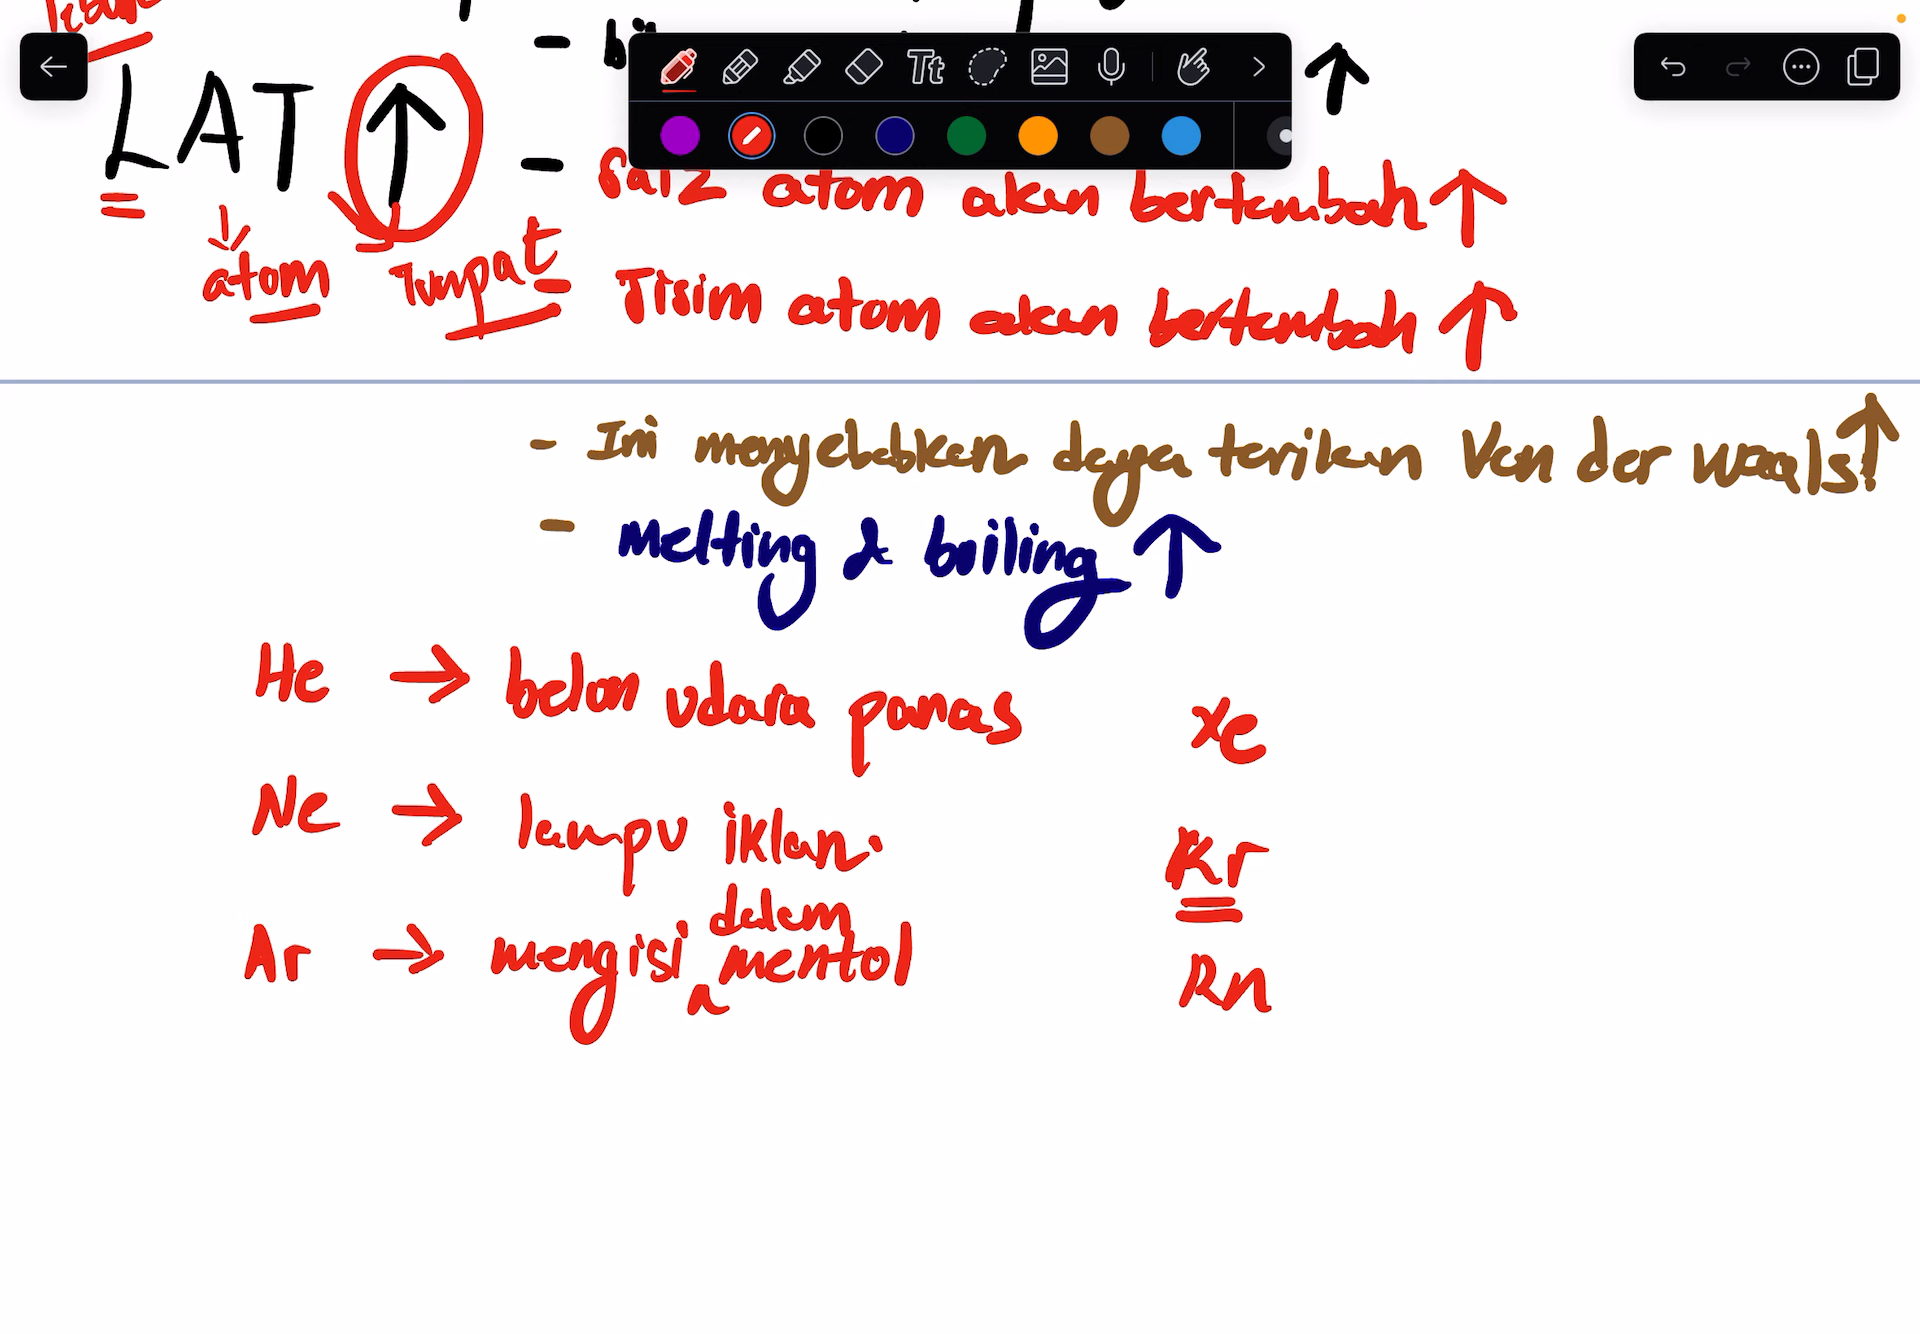 LAT ↑
Tt
↑
- saiz atom akan bertambah ↑
atom
- Jisim atom akan bertambah ↑
- Ini menyebabkan daya tarikan Van der waals ↑
- Melting & boiling ↑
He → belon udara panas
Xe
Ne → lampu iklan.
Kr
dalam
Ar → mengisi ^ mentol
Rn